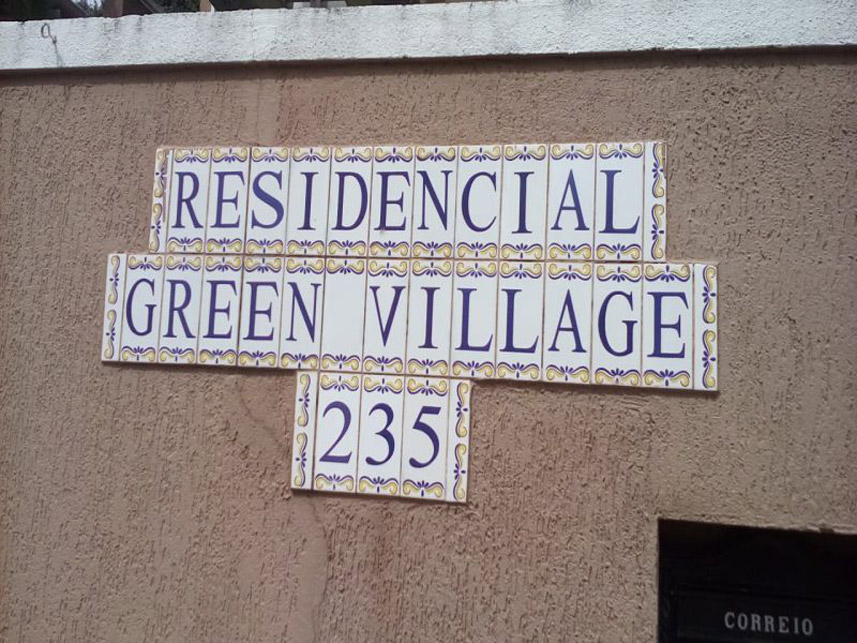 RESIDENCIAL
GREEN VILLAGE
235
CORREIO